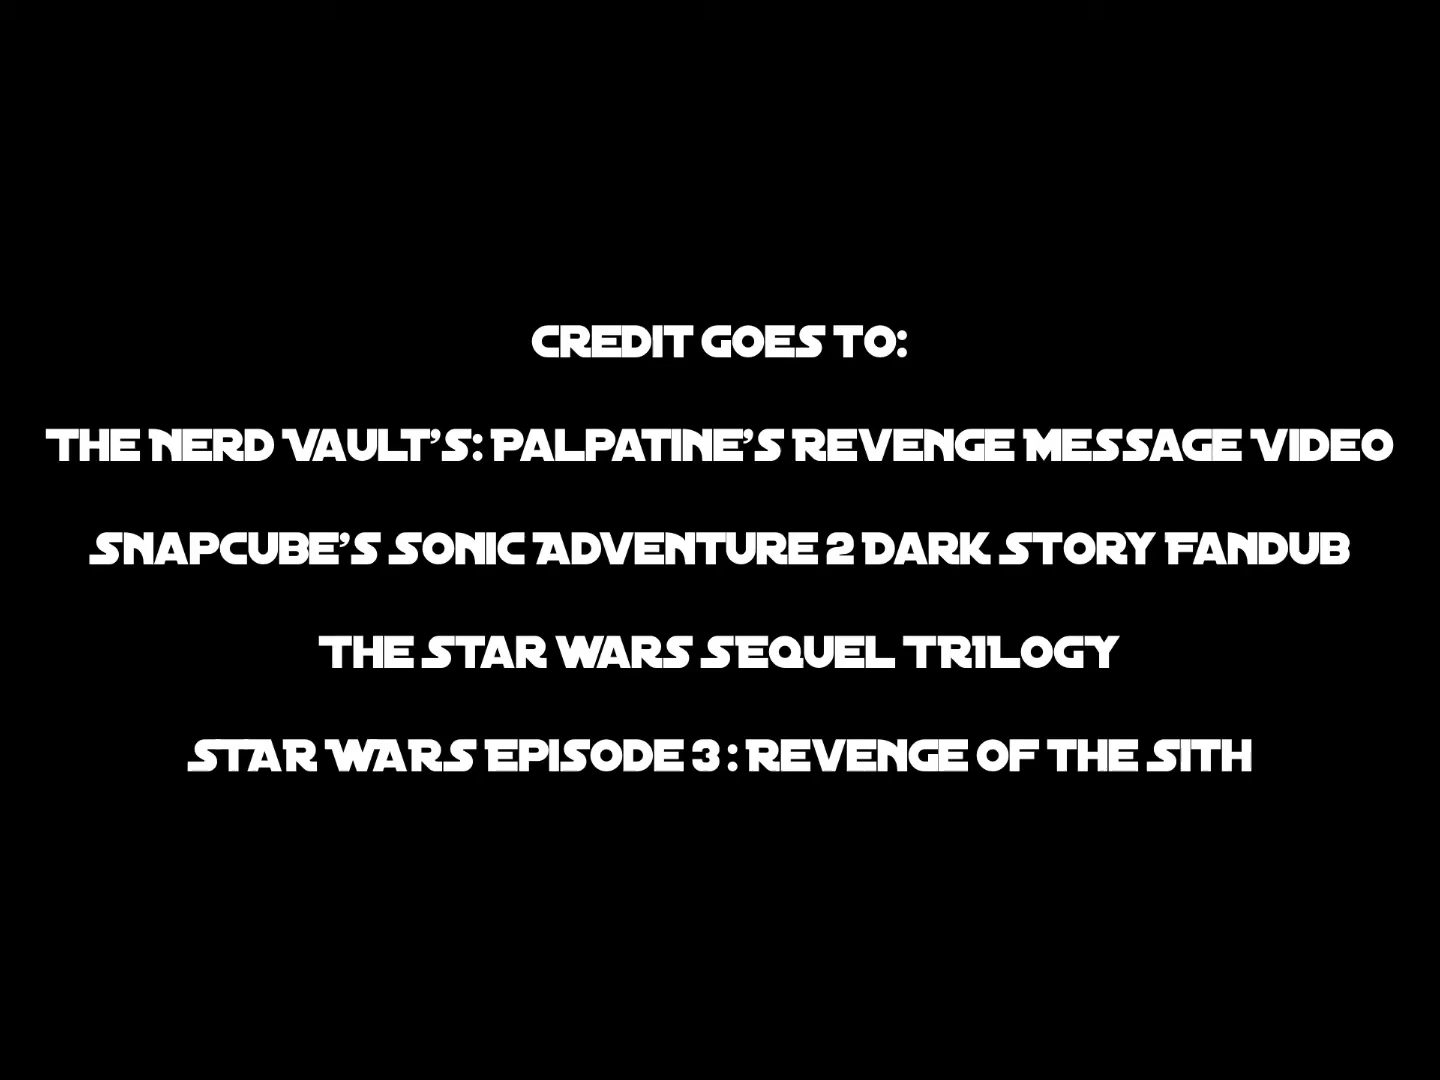 CREDIT GOES TO:
THE NERD VAULT'S: PALPATINE'S REVENGE MESSAGE VIDEO
SNAPCUBE'S SONIC ADVENTURE 2 DARK STORY FANDUB
THE STAR WARS SEQUEL TRILOGY
STAR WARS EPISODE 3 : REVENGE OF THE SITH